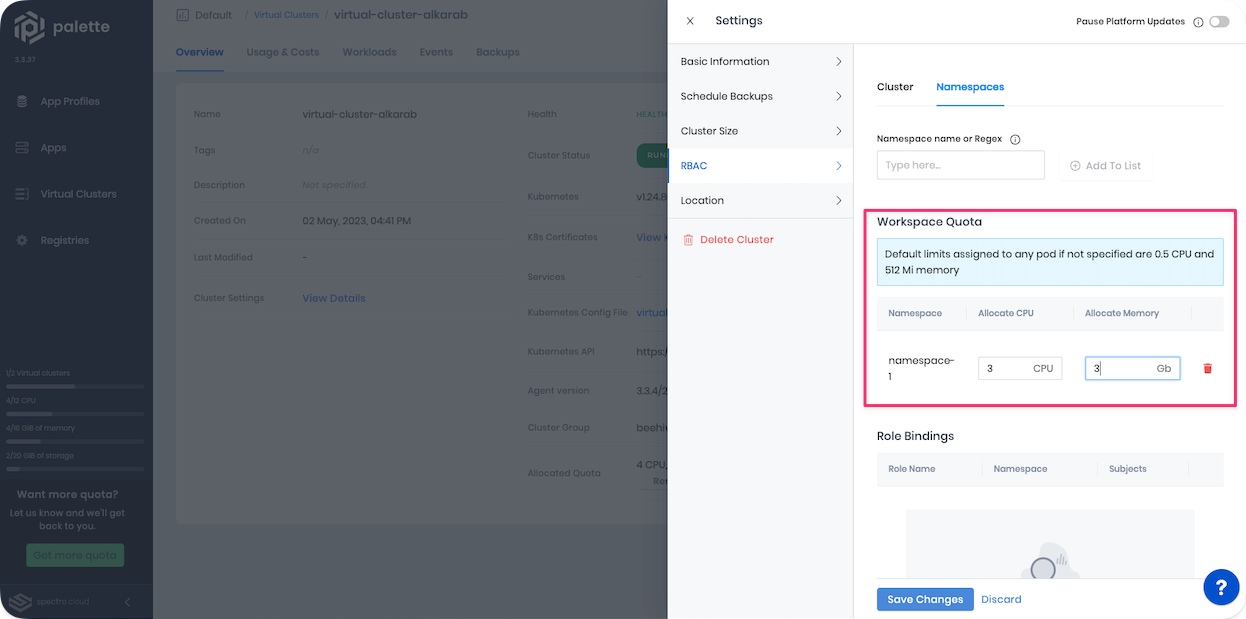 palette
3.3.37
App Profiles
Apps
Virtual Clusters
Registries
1/2 Virtual clusters
4/12 CPU
4/16 GiB of memory
2/20 GiB of storage
Want more quota?
Let us know and we'll get
back to you.
Get more quota
spectro cloud
Default / Virtual Clusters / virtual-cluster-alkarab
Overview Usage & Costs Workloads Events Backups
Name virtual-cluster-alkarab
Tags n/a
Description Not specified
Created On 02 May, 2023, 04:41 PM
Last Modified -
Cluster Settings View Details
Health HEALTH
Cluster Status RUN
Kubernetes v1.24.8
K8s Certificates View
Services -
Kubernetes Config File virtual
Kubernetes API https:/
Agent version 3.3.4/2
Cluster Group beehi
Allocated Quota 4 CPU,
Settings
Pause Platform Updates
Basic Information
Schedule Backups
Cluster Size
RBAC
Location
Delete Cluster
Cluster Namespaces
Namespace name or Regex
Type here...
Add To List
Workspace Quota
Default limits assigned to any pod if not specified are 0.5 CPU and
512 Mi memory
Namespace Allocate CPU Allocate Memory
namespace-
1
3 CPU 3 Gb
Role Bindings
Role Name Namespace Subjects
Save Changes Discard
?